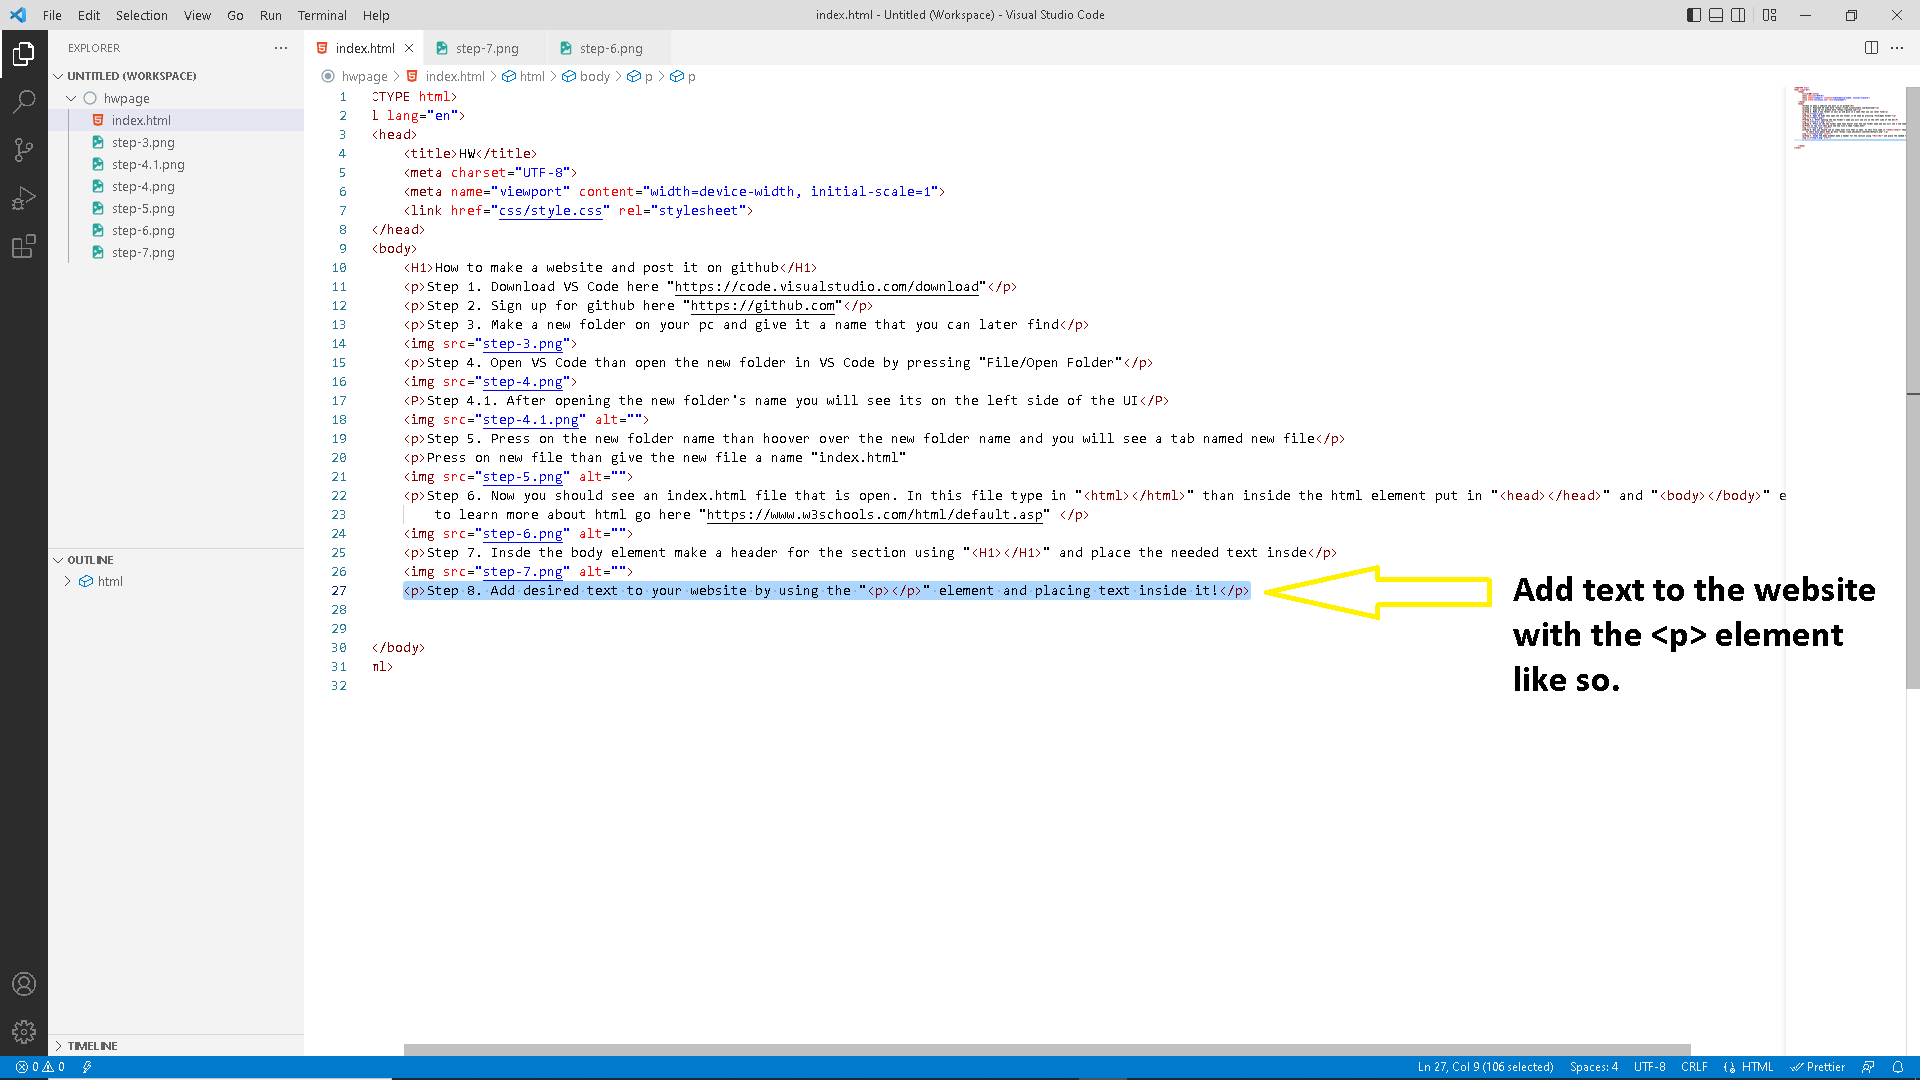 File Edit Selection View Go Run Terminal Help
index.html - Untitled (Workspace) - Visual Studio Code
EXPLORER
UNTITLED (WORKSPACE)
hwpage
index.html
step-3.png
step-4.1.png
step-4.png
step-5.png
step-6.png
step-7.png
OUTLINE
html
TIMELINE
index.html step-7.png step-6.png
hwpage > index.html > html > body > p > p
1 CTYPE html>
2 l lang="en">
3 <head>
4 <title>HW</title>
5 <meta charset="UTF-8">
6 <meta name="viewport" content="width=device-width, initial-scale=1">
7 <link href="css/style.css" rel="stylesheet">
8 </head>
9 <body>
10 <H1>How to make a website and post it on github</H1>
11 <p>Step 1. Download VS Code here "https://code.visualstudio.com/download"</p>
12 <p>Step 2. Sign up for github here "https://github.com"</p>
13 <p>Step 3. Make a new folder on your pc and give it a name that you can later find</p>
14 <img src="step-3.png">
15 <p>Step 4. Open VS Code than open the new folder in VS Code by pressing "File/Open Folder"</p>
16 <img src="step-4.png">
17 <P>Step 4.1. After opening the new folder's name you will see its on the left side of the UI</P>
18 <img src="step-4.1.png" alt="">
19 <p>Step 5. Press on the new folder name than hoover over the new folder name and you will see a tab named new file</p>
20 <p>Press on new file than give the new file a name "index.html"
21 <img src="step-5.png" alt="">
22 <p>Step 6. Now you should see an index.html file that is open. In this file type in "<html></html>" than inside the html element put in "<head></head>" and "<body></body>" e
23 to learn more about html go here "https://www.w3schools.com/html/default.asp" </p>
24 <img src="step-6.png" alt="">
25 <p>Step 7. Insde the body element make a header for the section using "<H1></H1>" and place the needed text insde</p>
26 <img src="step-7.png" alt="">
27 <p>Step 8. Add desired text to your website by using the "<p></p>" element and placing text inside it!</p>
28
29
30 </body>
31 ml>
32
Add text to the website
with the <p> element
like so.
0 0
Ln 27, Col 9 (106 selected) Spaces: 4 UTF-8 CRLF HTML Prettier